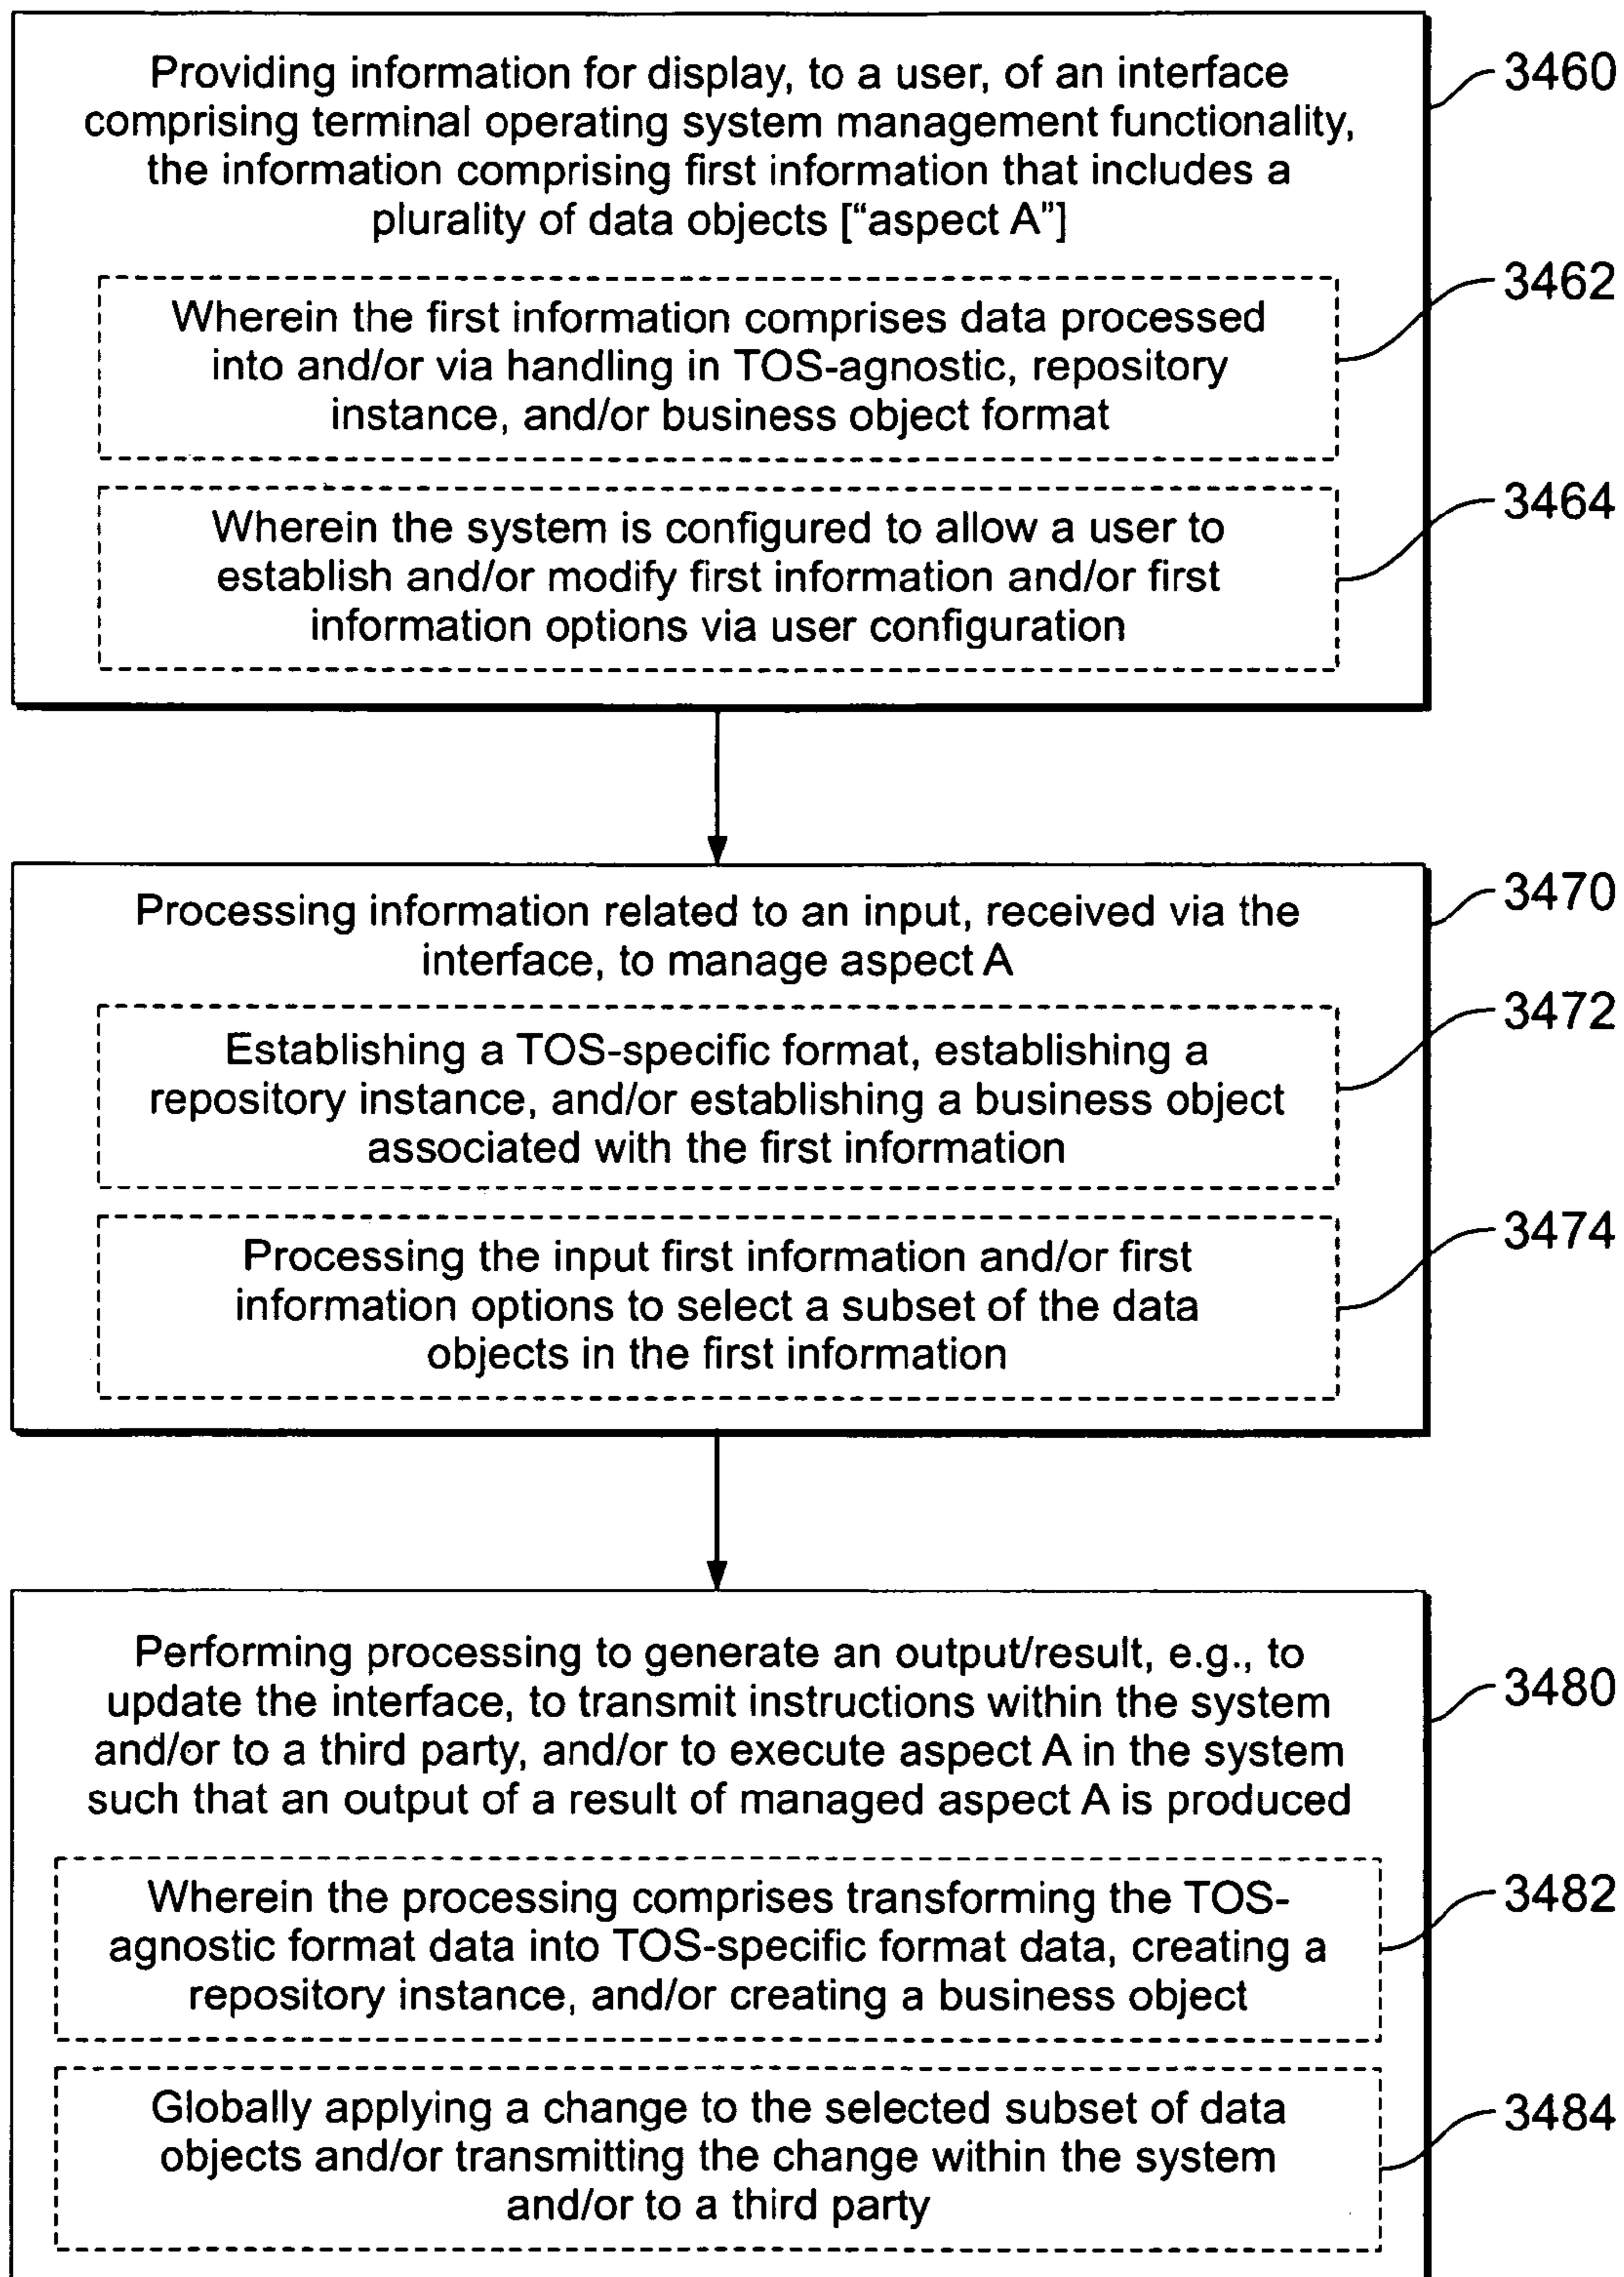 Providing information for display, to a user, of an interface
comprising terminal operating system management functionality,
the information comprising first information that includes a
plurality of data objects [“aspect A”]
3460
Wherein the first information comprises data processed
into and/or via handling in TOS-agnostic, repository
instance, and/or business object format
3462
Wherein the system is configured to allow a user to
establish and/or modify first information and/or first
information options via user configuration
3464
Processing information related to an input, received via the
interface, to manage aspect A
3470
Establishing a TOS-specific format, establishing a
repository instance, and/or establishing a business object
associated with the first information
3472
Processing the input first information and/or first
information options to select a subset of the data
objects in the first information
3474
Performing processing to generate an output/result, e.g., to
update the interface, to transmit instructions within the system
and/or to a third party, and/or to execute aspect A in the system
such that an output of a result of managed aspect A is produced
3480
Wherein the processing comprises transforming the TOS-
agnostic format data into TOS-specific format data, creating a
repository instance, and/or creating a business object
3482
Globally applying a change to the selected subset of data
objects and/or transmitting the change within the system
and/or to a third party
3484